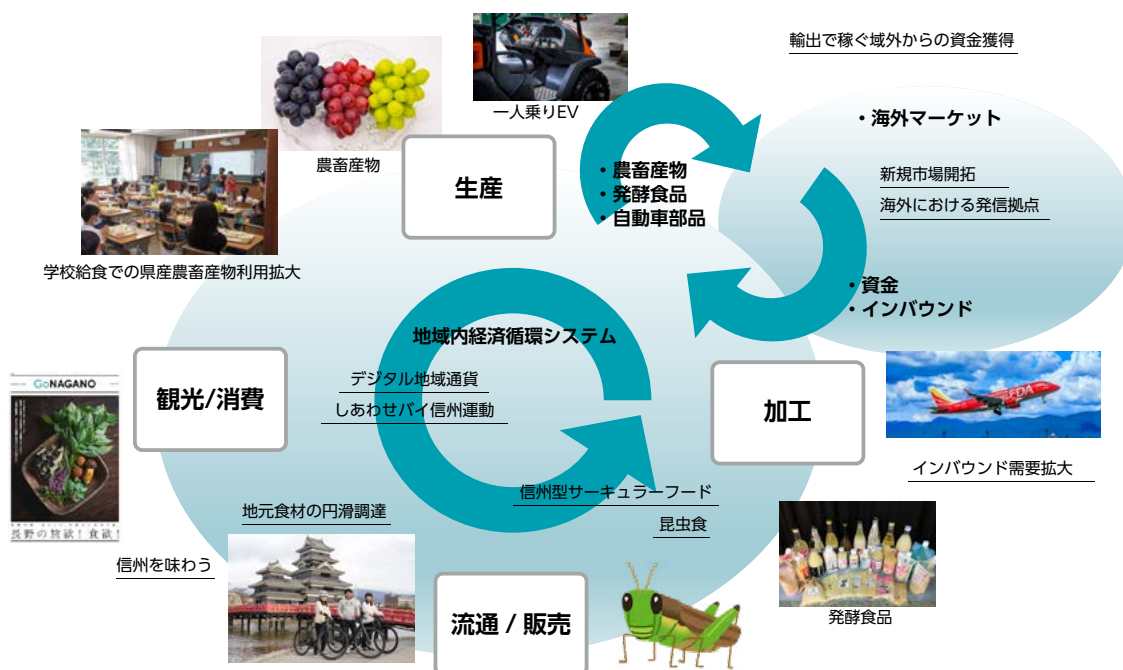 輸出で稼ぐ域外からの資金獲得
一人乗りEV
農畜産物
生産
・海外マーケット
・農畜産物
・発酵食品
・自動車部品
新規市場開拓
海外における発信拠点
学校給食での県産農畜産物利用拡大
・資金
・インバウンド
地域内経済循環システム
デジタル地域通貨
しあわせバイ信州運動
観光/消費
加工
GoNAGANO
長野の旅欲！食欲！
FDA
インバウンド需要拡大
信州型サーキュラーフード
昆虫食
地元食材の円滑調達
信州を味わう
流通 / 販売
発酵食品